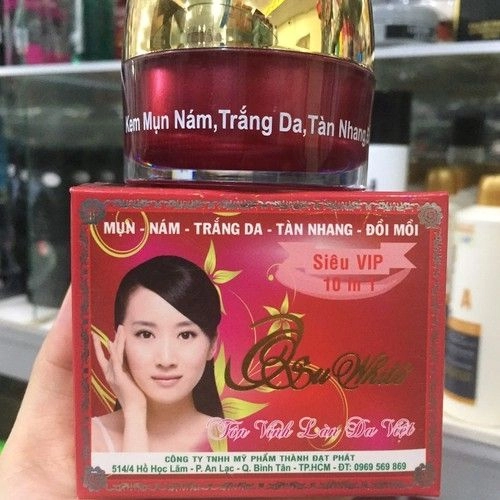 Kem Mụn Nám,Trắng Da,Tàn Nhang
MỤN - NÁM - TRẮNG DA - TÀN NHANG - ĐỒI MỒI
Siêu VIP
10 in 1
Su White
Tôn Vinh Làn Da Việt
CÔNG TY TNHH MỸ PHẨM THÀNH ĐẠT PHÁT
514/4 Hồ Học Lãm - P. An Lạc - Q. Bình Tân - TP.HCM - ĐT: 0969 569 869